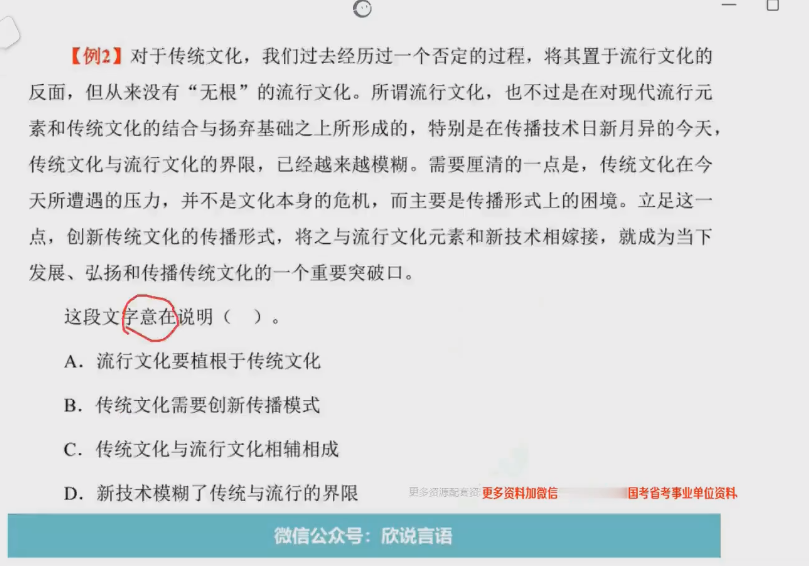 【例2】对于传统文化，我们过去经历过一个否定的过程，将其置于流行文化的
反面，但从来没有“无根”的流行文化。所谓流行文化，也不过是在对现代流行元
素和传统文化的结合与扬弃基础之上所形成的，特别是在传播技术日新月异的今天，
传统文化与流行文化的界限，已经越来越模糊。需要厘清的一点是，传统文化在今
天所遭遇的压力，并不是文化本身的危机，而主要是传播形式上的困境。立足这一
点，创新传统文化的传播形式，将之与流行文化元素和新技术相嫁接，就成为当下
发展、弘扬和传播传统文化的一个重要突破口。
这段文字意在说明（ ）。
A．流行文化要植根于传统文化
B．传统文化需要创新传播模式
C．传统文化与流行文化相辅相成
D．新技术模糊了传统与流行的界限
更多资源配套资 更多资料加微信 国考省考事业单位资料.
微信公众号：欣说言语